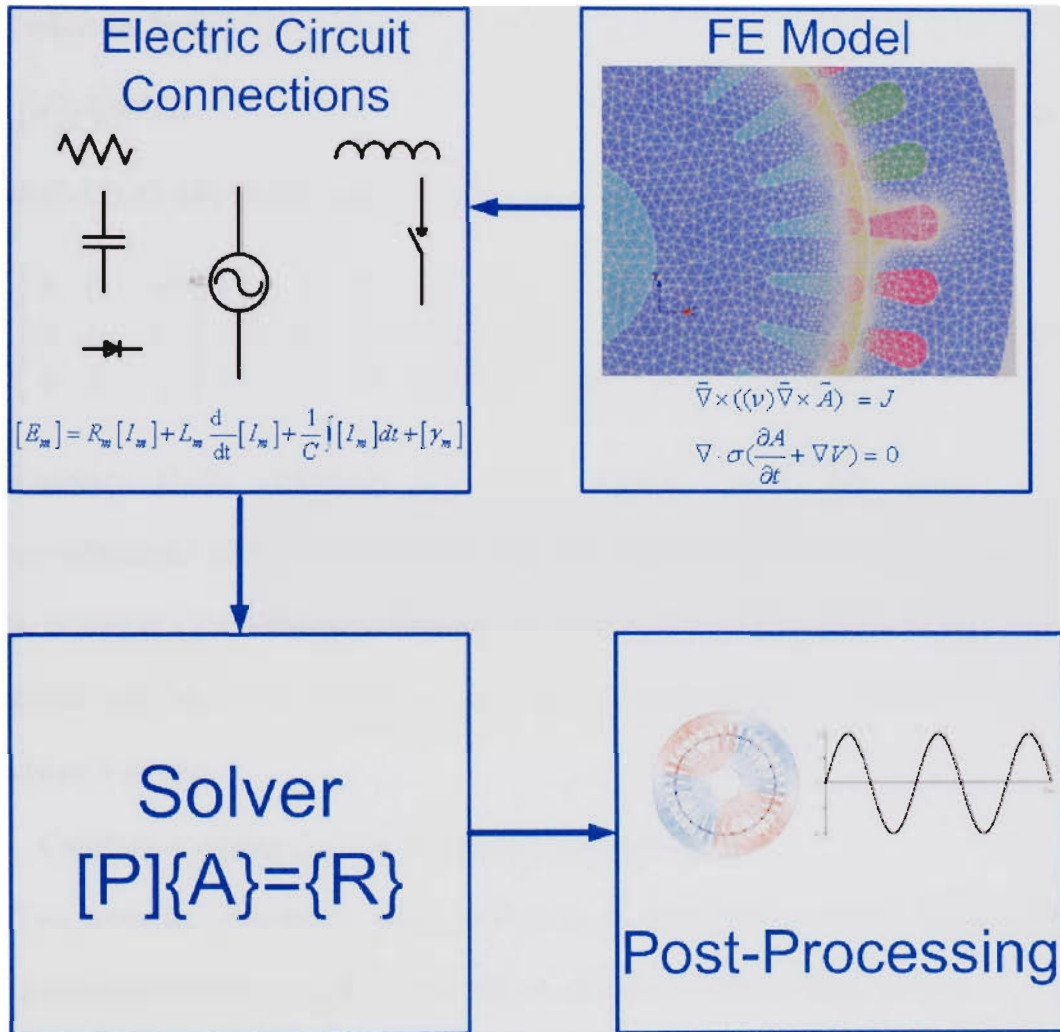 Electric Circuit
Connections
[E_m] = R_m[I_m] + L_m d/dt [I_m] + 1/C ∫[I_m]dt + [γ_m]
FE Model
∇̄×((ν)∇̄×Ā) = J
∇·σ(∂A/∂t + ∇V) = 0
Solver
[P]{A}={R}
Post-Processing